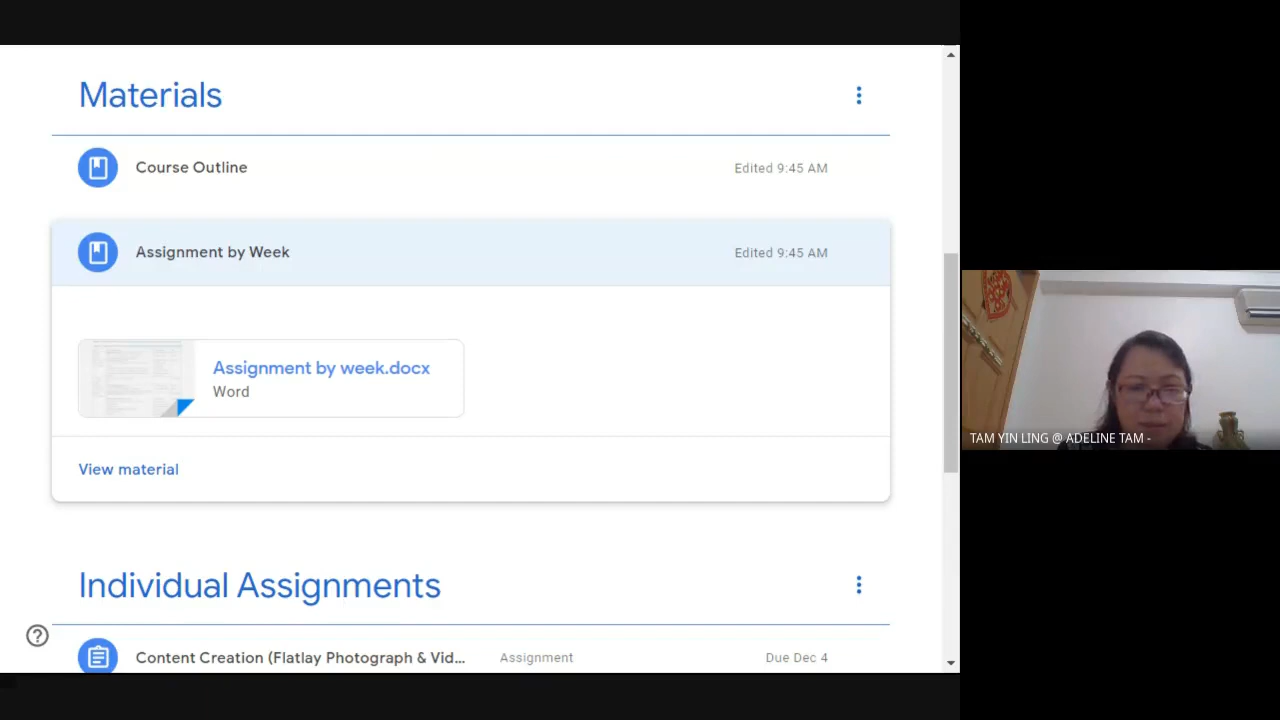 Materials
Course Outline
Edited 9:45 AM
Assignment by Week
Edited 9:45 AM
Assignment by week.docx
Word
View material
Individual Assignments
Content Creation (Flatlay Photograph & Vid...
Assignment
Due Dec 4
TAM YIN LING @ ADELINE TAM -